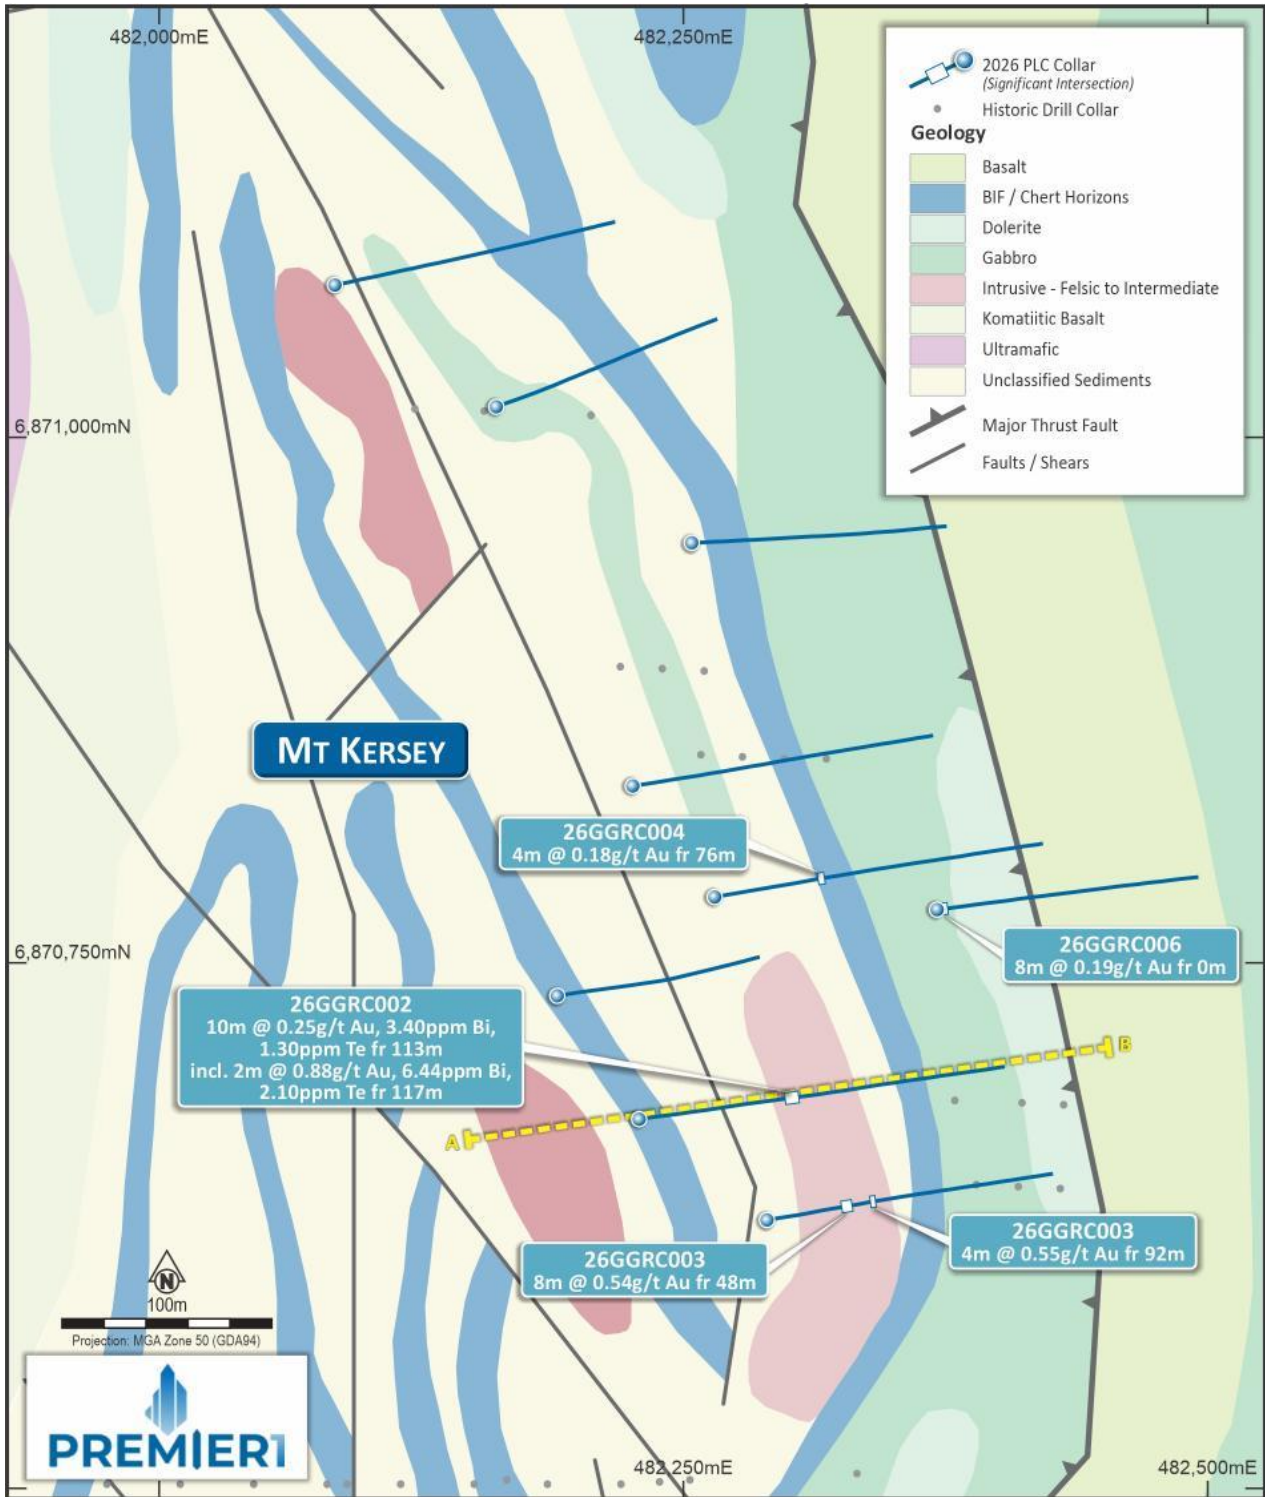 482,000mE
482,250mE
2026 PLC Collar
(Significant Intersection)
Historic Drill Collar
Geology
Basalt
BIF / Chert Horizons
Dolerite
Gabbro
Intrusive - Felsic to Intermediate
Komatiitic Basalt
Ultramafic
Unclassified Sediments
Major Thrust Fault
Faults / Shears
6,871,000mN
MT KERSEY
26GGRC004
4m @ 0.18g/t Au fr 76m
6,870,750mN
26GGRC006
8m @ 0.19g/t Au fr 0m
26GGRC002
10m @ 0.25g/t Au, 3.40ppm Bi,
1.30ppm Te fr 113m
incl. 2m @ 0.88g/t Au, 6.44ppm Bi,
2.10ppm Te fr 117m
B
A
26GGRC003
4m @ 0.55g/t Au fr 92m
26GGRC003
8m @ 0.54g/t Au fr 48m
N
100m
Projection: MGA Zone 50 (GDA94)
PREMIER1
482,250mE
482,500mE